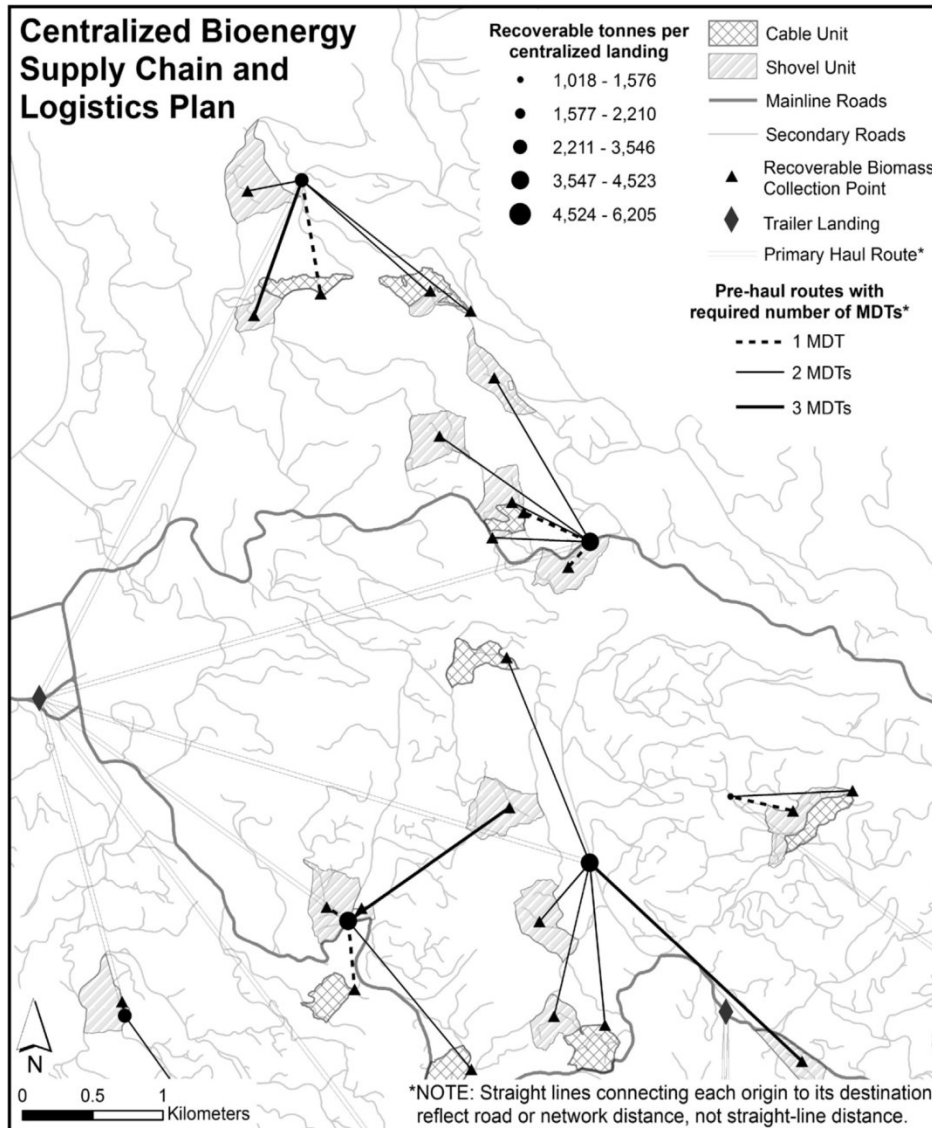 Centralized Bioenergy
Supply Chain and
Logistics Plan
Recoverable tonnes per
centralized landing
1,018 - 1,576
1,577 - 2,210
2,211 - 3,546
3,547 - 4,523
4,524 - 6,205
Cable Unit
Shovel Unit
Mainline Roads
Secondary Roads
Recoverable Biomass
Collection Point
Trailer Landing
Primary Haul Route*
Pre-haul routes with
required number of MDTs*
1 MDT
2 MDTs
3 MDTs
N
0 0.5 1
Kilometers
*NOTE: Straight lines connecting each origin to its destination
reflect road or network distance, not straight-line distance.